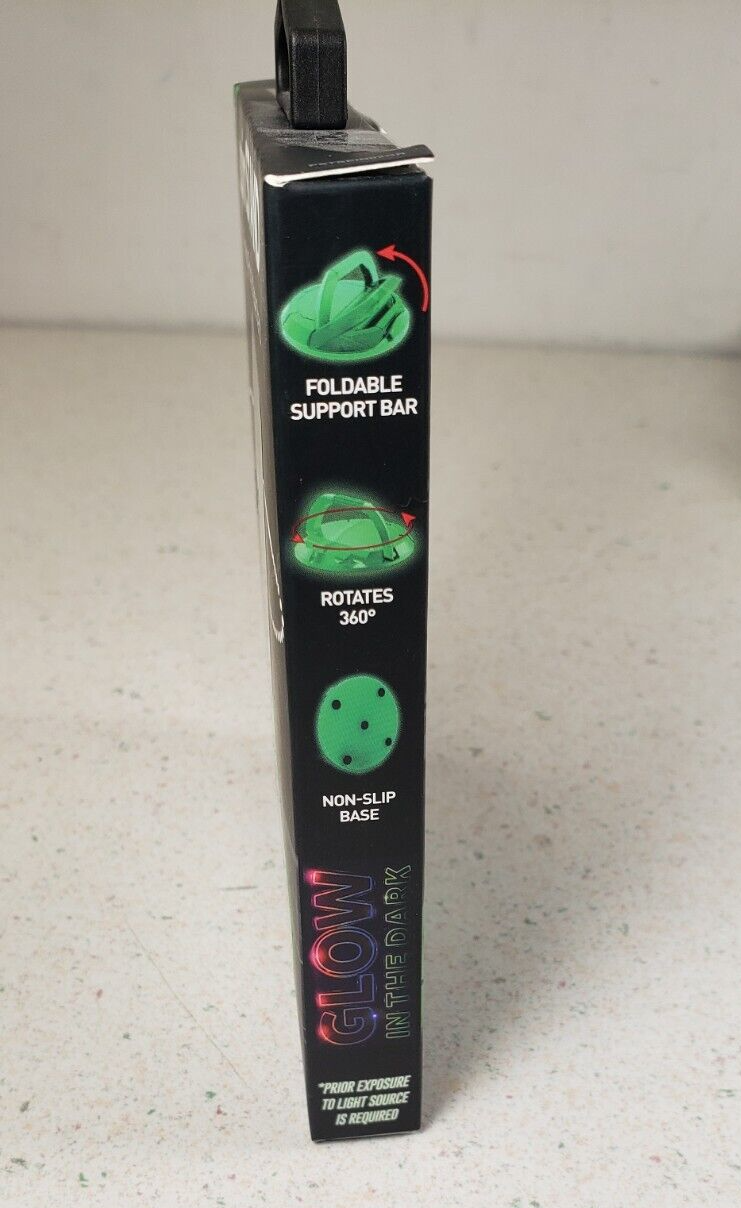 FOLDABLE
SUPPORT BAR
ROTATES
360°
NON-SLIP
BASE
GLOW
IN THE DARK
*PRIOR EXPOSURE
TO LIGHT SOURCE
IS REQUIRED